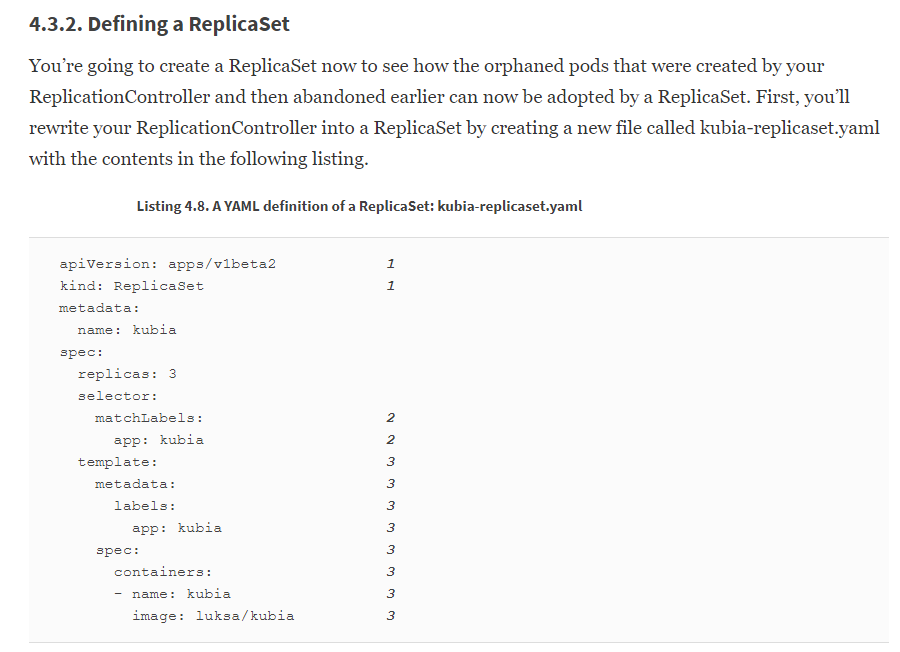 4.3.2. Defining a ReplicaSet
You’re going to create a ReplicaSet now to see how the orphaned pods that were created by your
ReplicationController and then abandoned earlier can now be adopted by a ReplicaSet. First, you’ll
rewrite your ReplicationController into a ReplicaSet by creating a new file called kubia-replicaset.yaml
with the contents in the following listing.
Listing 4.8. A YAML definition of a ReplicaSet: kubia-replicaset.yaml
apiVersion: apps/v1beta2 1
kind: ReplicaSet 1
metadata:
  name: kubia
spec:
  replicas: 3
  selector:
    matchLabels: 2
      app: kubia 2
  template: 3
    metadata: 3
      labels: 3
        app: kubia 3
    spec: 3
      containers: 3
      - name: kubia 3
        image: luksa/kubia 3